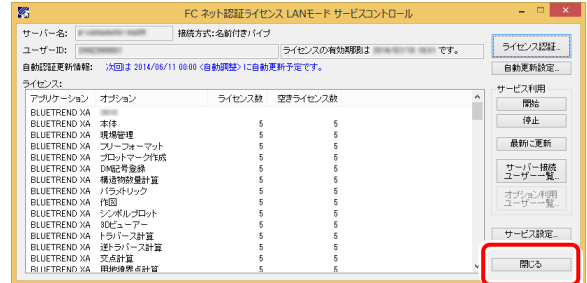 FC ネット認証ライセンス LANモード サービスコントロール
サーバー名: 接続方式:名前付きパイプ
ユーザーID: ライセンスの有効期限は です。
ライセンス認証...
自動認証更新情報: 次回は 2014/06/11 00:00 <自動調整> に自動更新予定です。
自動更新設定...
ライセンス:
アプリケーション オプション ライセンス数 空きライセンス数
BLUETREND XA
BLUETREND XA 本体 5 5
BLUETREND XA 現場管理 5 5
BLUETREND XA フリーフォーマット 5 5
BLUETREND XA プロットマーク作成 5 5
BLUETREND XA DM記号登録 5 5
BLUETREND XA 構造物数量計算 5 5
BLUETREND XA パラメトリック 5 5
BLUETREND XA 作図 5 5
BLUETREND XA シンボルプロット 5 5
BLUETREND XA 3Dビューアー 5 5
BLUETREND XA トラバース計算 5 5
BLUETREND XA 逆トラバース計算 5 5
BLUETREND XA 交点計算 5 5
BLUETREND XA 用地境界点計算 5 5
サービス利用
開始
停止
最新に更新
サーバー接続
ユーザー一覧...
オプション利用
ユーザー一覧...
サービス設定...
閉じる